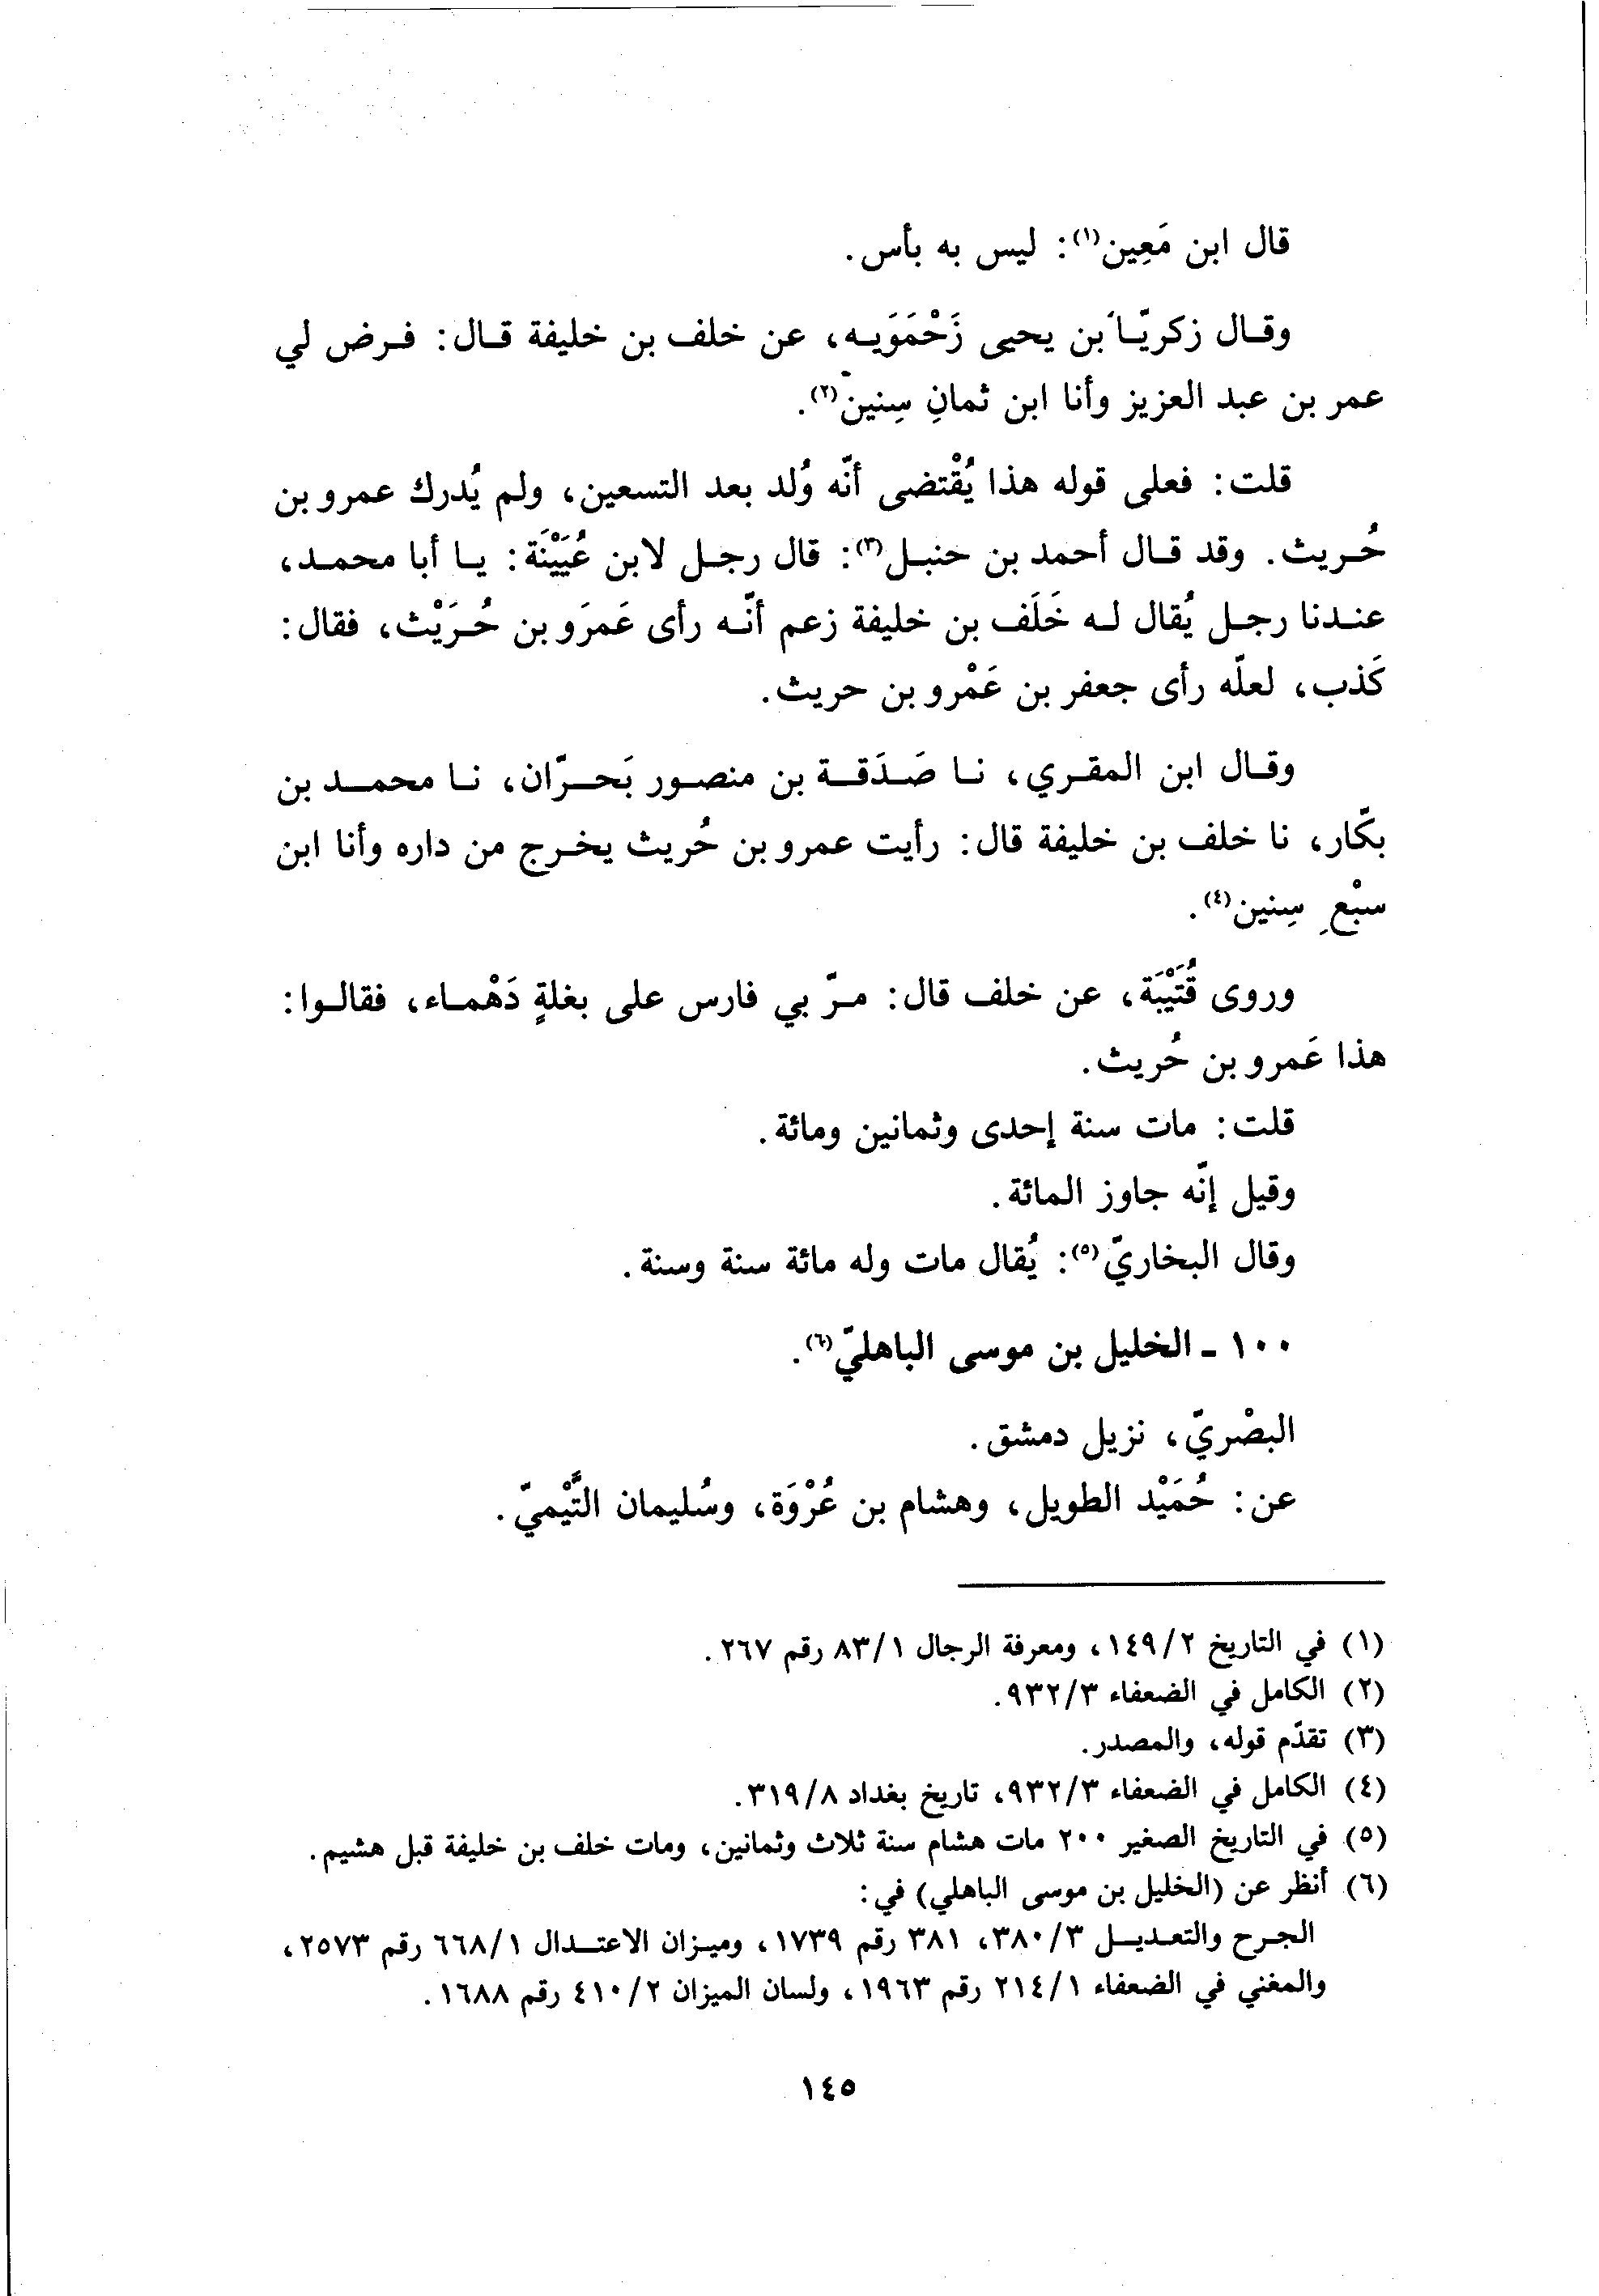 قال ابن مَعِين(١): ليس به بأس.
وقال زكريّا بن يحيى زَحْمَوَيه، عن خلف بن خليفة قال: فرض لي
عمر بن عبد العزيز وأنا ابن ثمانِ سِنين(٢).
قلت: فعلى قوله هذا يُقْتضى أنّه وُلد بعد التسعين، ولم يُدرك عمرو بن
حُريث. وقد قال أحمد بن حنبل(٣): قال رجل لابن عُيَيْنَة: يا أبا محمد،
عندنا رجل يُقال له خَلَف بن خليفة زعم أنّه رأى عَمرَو بن حُرَيْث، فقال:
كَذب، لعلّه رأى جعفر بن عَمْرو بن حريث.
وقال ابن المقري، نا صَدَقة بن منصور بَحرّان، نا محمد بن
بكّار، نا خلف بن خليفة قال: رأيت عمرو بن حُريث يخرج من داره وأنا ابن
سبْعِ سِنين(٤).
وروى قُتَيْبَة، عن خلف قال: مرّ بي فارس على بغلةٍ دَهْماء، فقالوا:
هذا عَمرو بن حُريث.
قلت: مات سنة إحدى وثمانين ومائة.
وقيل إنّه جاوز المائة.
وقال البخاريّ(٥): يُقال مات وله مائة سنة وسنة.
١٠٠ - الخليل بن موسى الباهليّ(٦).
البصْريّ، نزيل دمشق.
عن: حُمَيْد الطويل، وهشام بن عُرْوَة، وسُليمان التَّيْميّ.
(١) في التاريخ ١٤٩/٢، ومعرفة الرجال ٨٣/١ رقم ٢٦٧.
(٢) الكامل في الضعفاء ٩٣٢/٣.
(٣) تقدّم قوله، والمصدر.
(٤) الكامل في الضعفاء ٩٣٢/٣، تاريخ بغداد ٣١٩/٨.
(٥) في التاريخ الصغير ٢٠٠ مات هشام سنة ثلاث وثمانين، ومات خلف بن خليفة قبل هشيم.
(٦) أنظر عن (الخليل بن موسى الباهلي) في:
الجرح والتعديل ٣٨٠/٣، ٣٨١ رقم ١٧٣٩، وميزان الاعتدال ٦٦٨/١ رقم ٢٥٧٣،
والمغني في الضعفاء ٢١٤/١ رقم ١٩٦٣، ولسان الميزان ٤١٠/٢ رقم ١٦٨٨.
١٤٥